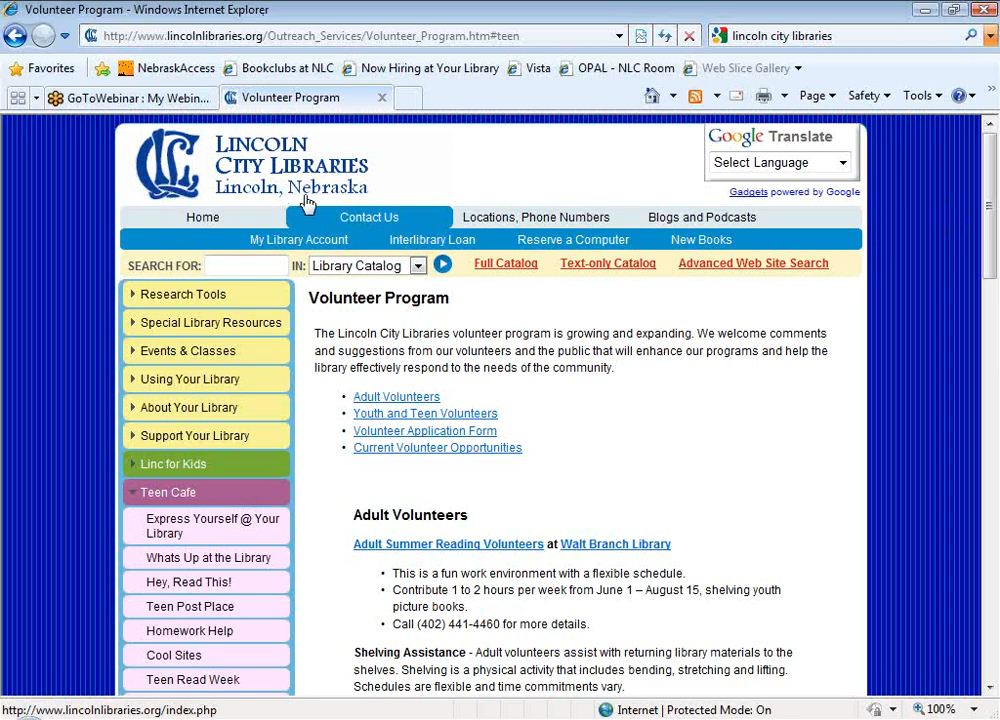 Volunteer Program - Windows Internet Explorer
http://www.lincolnlibraries.org/Outreach_Services/Volunteer_Program.htm#teen
lincoln city libraries
Favorites NebraskAccess Bookclubs at NLC Now Hiring at Your Library Vista OPAL - NLC Room Web Slice Gallery
GoToWebinar : My Webin... Volunteer Program Page Safety Tools
LINCOLN
CITY LIBRARIES
Lincoln, Nebraska
Google Translate
Select Language
Gadgets powered by Google
Home Contact Us Locations, Phone Numbers Blogs and Podcasts
My Library Account Interlibrary Loan Reserve a Computer New Books
SEARCH FOR: IN: Library Catalog Full Catalog Text-only Catalog Advanced Web Site Search
Research Tools
Special Library Resources
Events & Classes
Using Your Library
About Your Library
Support Your Library
Linc for Kids
Teen Cafe
Express Yourself @ Your
Library
Whats Up at the Library
Hey, Read This!
Teen Post Place
Homework Help
Cool Sites
Teen Read Week
Volunteer Program
The Lincoln City Libraries volunteer program is growing and expanding. We welcome comments
and suggestions from our volunteers and the public that will enhance our programs and help the
library effectively respond to the needs of the community.
• Adult Volunteers
• Youth and Teen Volunteers
• Volunteer Application Form
• Current Volunteer Opportunities
Adult Volunteers
Adult Summer Reading Volunteers at Walt Branch Library
• This is a fun work environment with a flexible schedule.
• Contribute 1 to 2 hours per week from June 1 – August 15, shelving youth
picture books.
• Call (402) 441-4460 for more details.
Shelving Assistance - Adult volunteers assist with returning library materials to the
shelves. Shelving is a physical activity that includes bending, stretching and lifting.
Schedules are flexible and time commitments vary.
http://www.lincolnlibraries.org/index.php
Internet | Protected Mode: On
100%